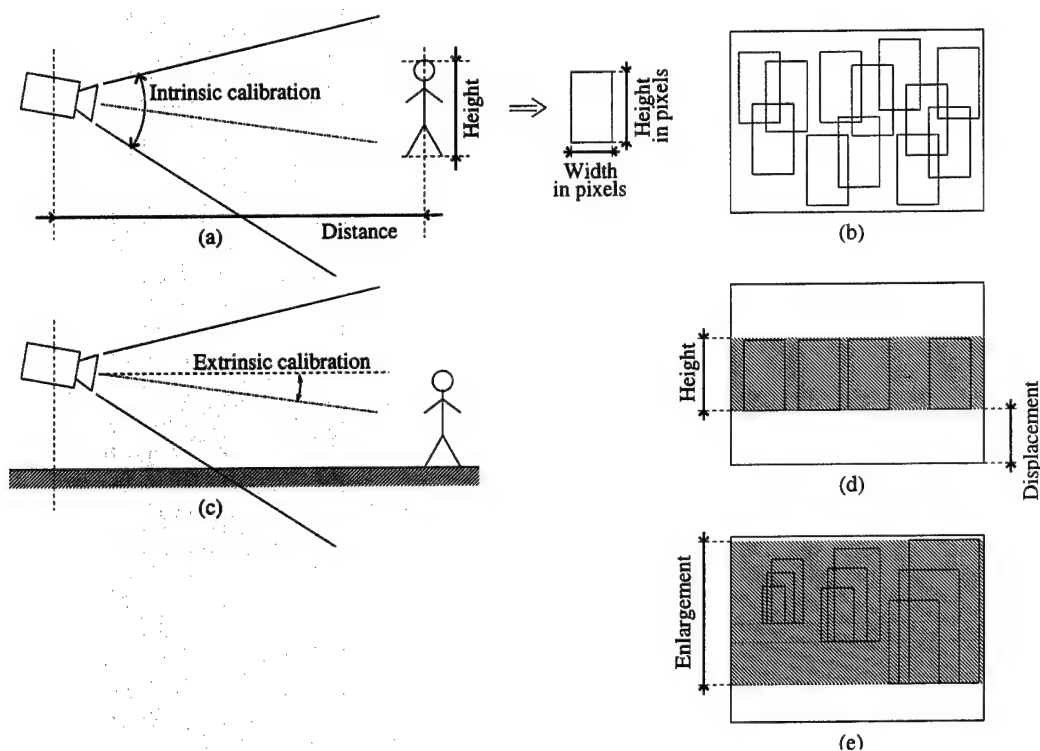 Intrinsic calibration
Height
Height
in pixels
Width
in pixels
Distance
(a)
(b)
Extrinsic calibration
(c)
Height
Displacement
(d)
Enlargement
(e)